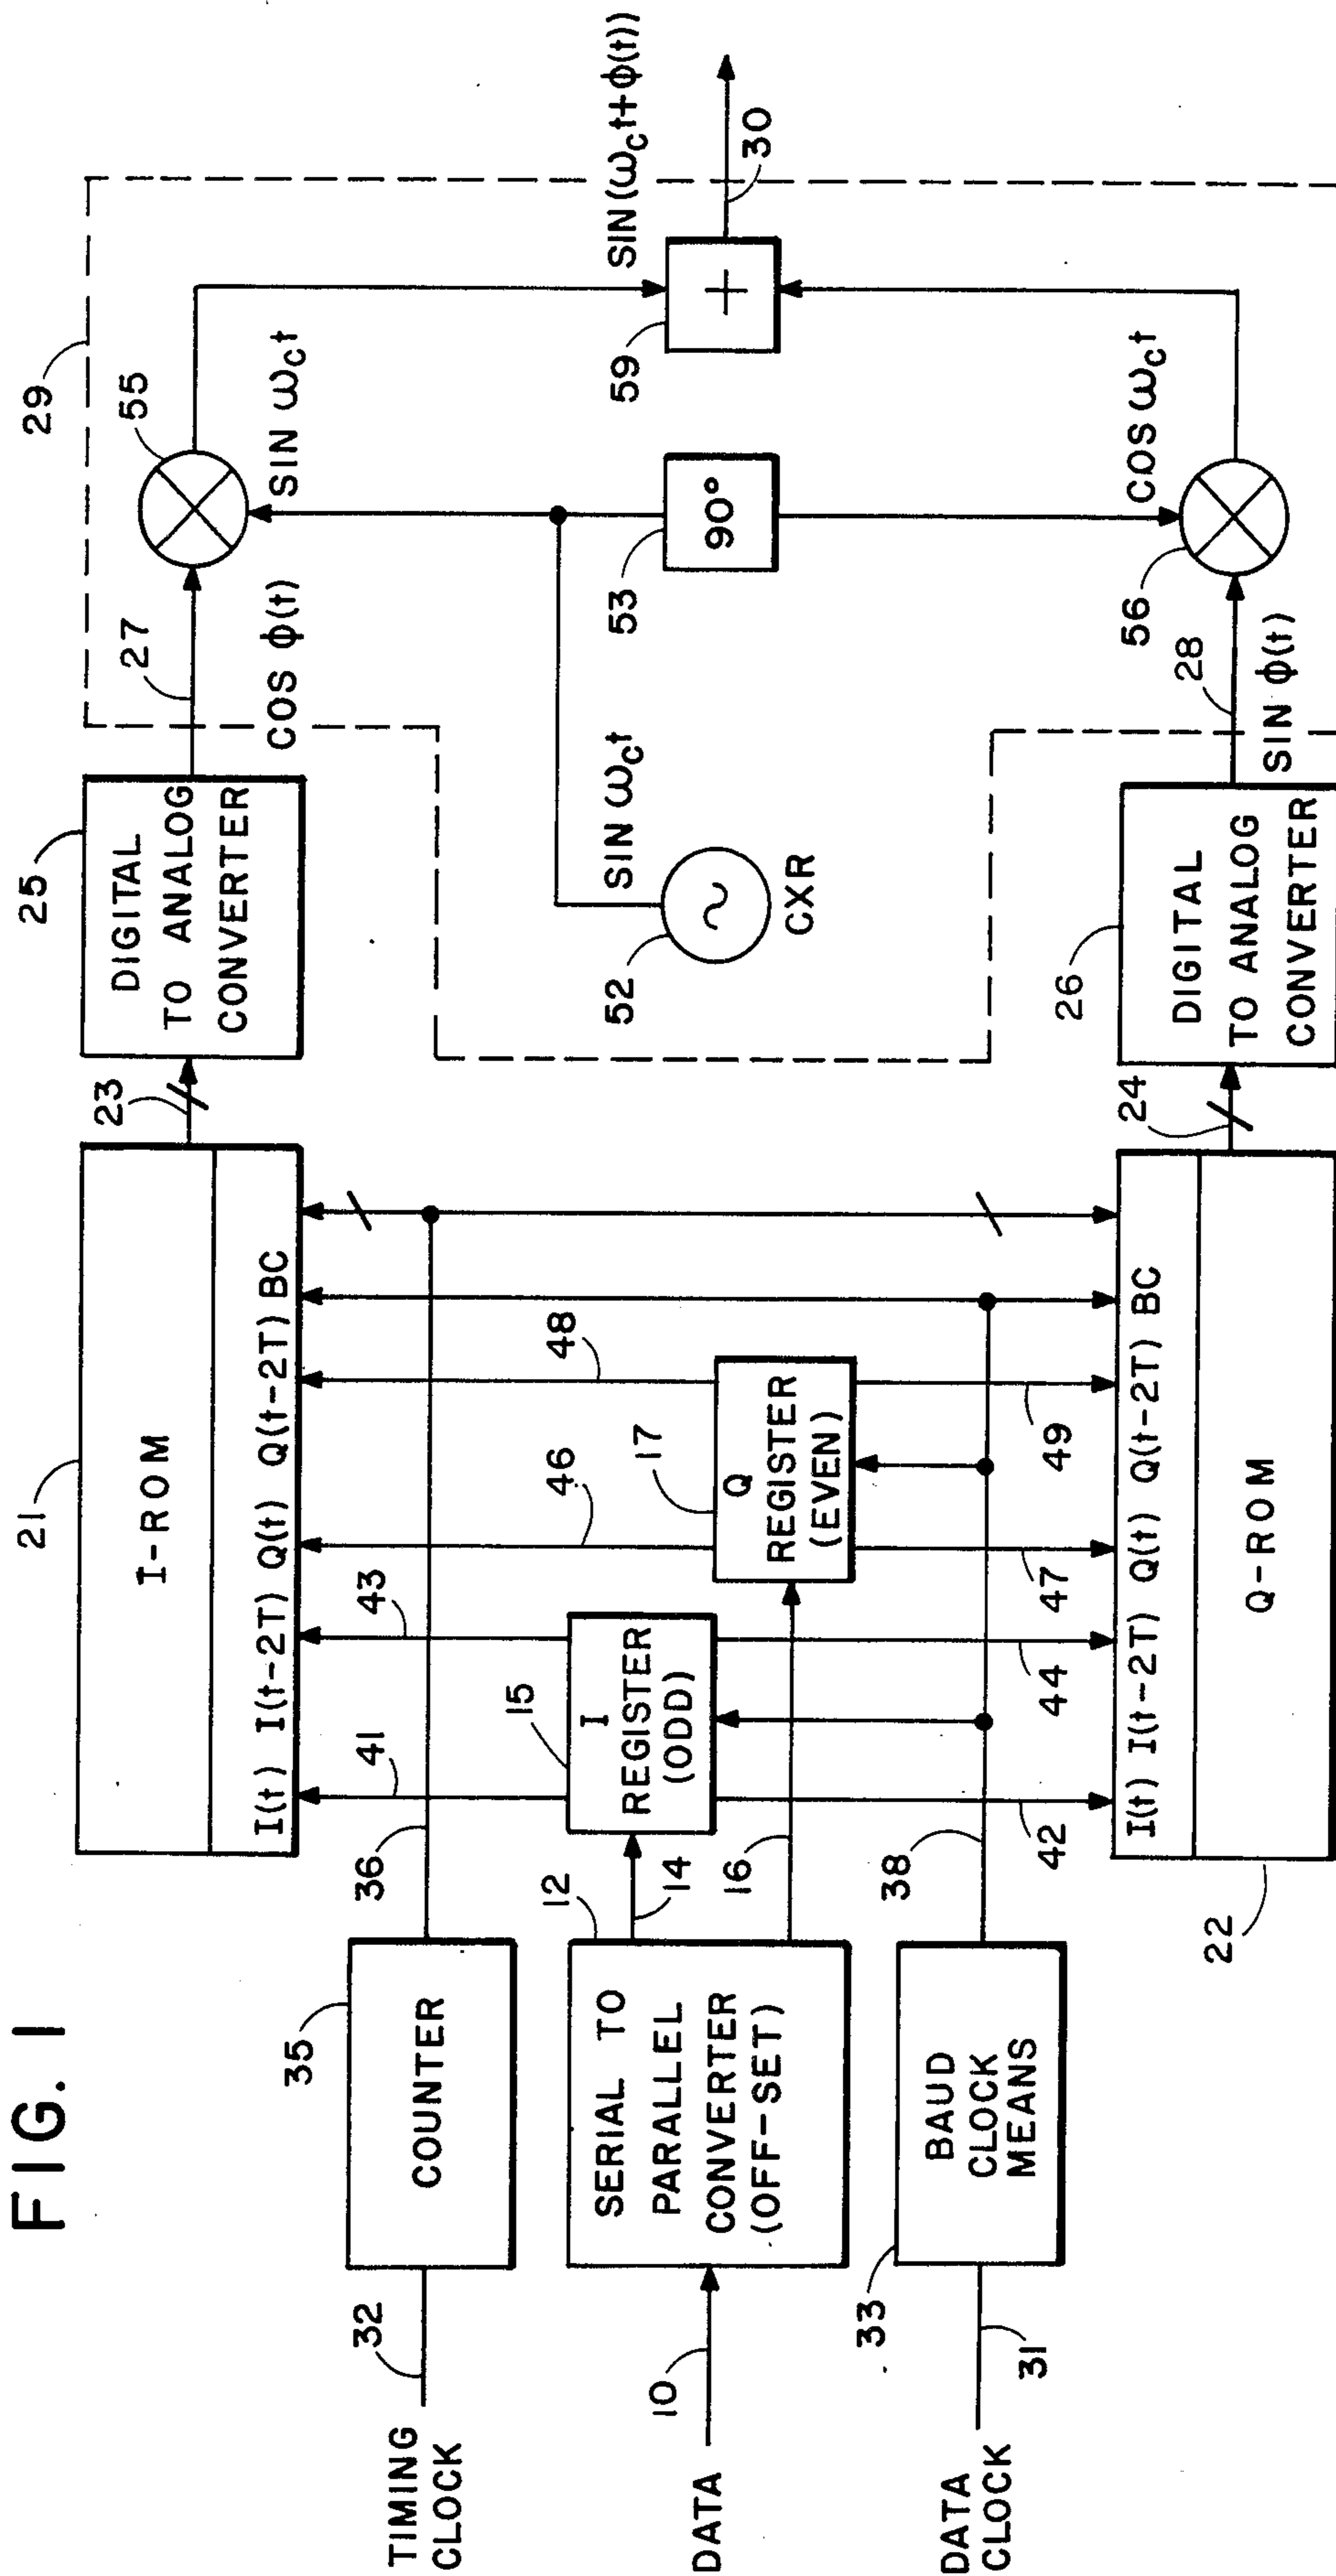 FIG. 1
21
I-ROM
I(t) I(t-2T) Q(t) Q(t-2T) BC
23
25
DIGITAL
TO ANALOG
CONVERTER
27
COS ϕ(t)
29
55
SIN ωct
TIMING
CLOCK
32
35
COUNTER
36
41
43
46
48
DATA
10
12
SERIAL TO
PARALLEL
CONVERTER
(OFF-SET)
14
16
15
I
REGISTER
(ODD)
17
Q
REGISTER
(EVEN)
52
SIN ωct
CXR
53
90°
59
+
SIN(ωct+ϕ(t))
30
DATA
CLOCK
31
33
BAUD
CLOCK
MEANS
38
42
44
47
49
I(t) I(t-2T) Q(t) Q(t-2T) BC
Q-ROM
22
24
26
DIGITAL
TO ANALOG
CONVERTER
28
SIN ϕ(t)
56
COS ωct